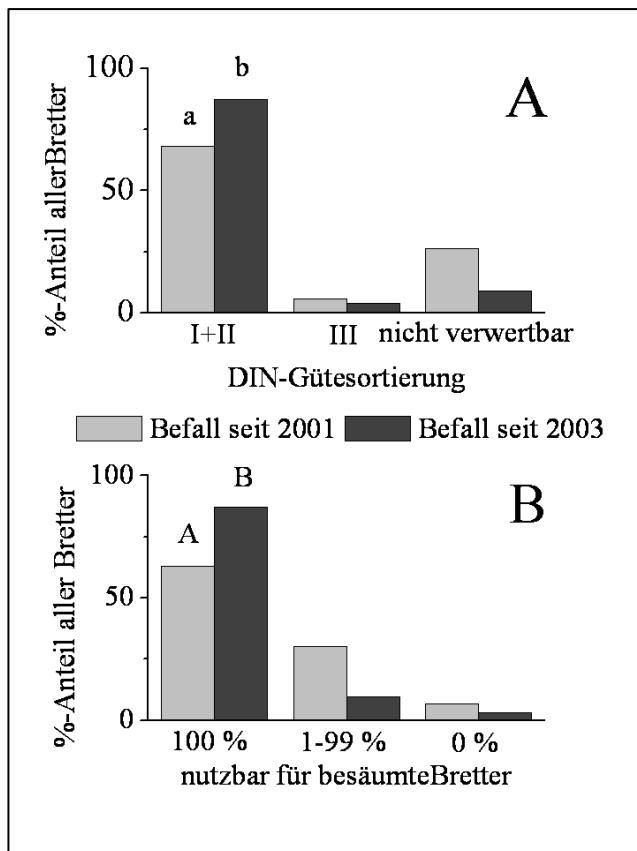 A
%-Anteil allerBretter
100
50
0
a
b
I+II
III
nicht verwertbar
DIN-Gütesortierung
Befall seit 2001
Befall seit 2003
B
%-Anteil aller Bretter
100
50
0
A
B
100 %
1-99 %
0 %
nutzbar für besäumteBretter